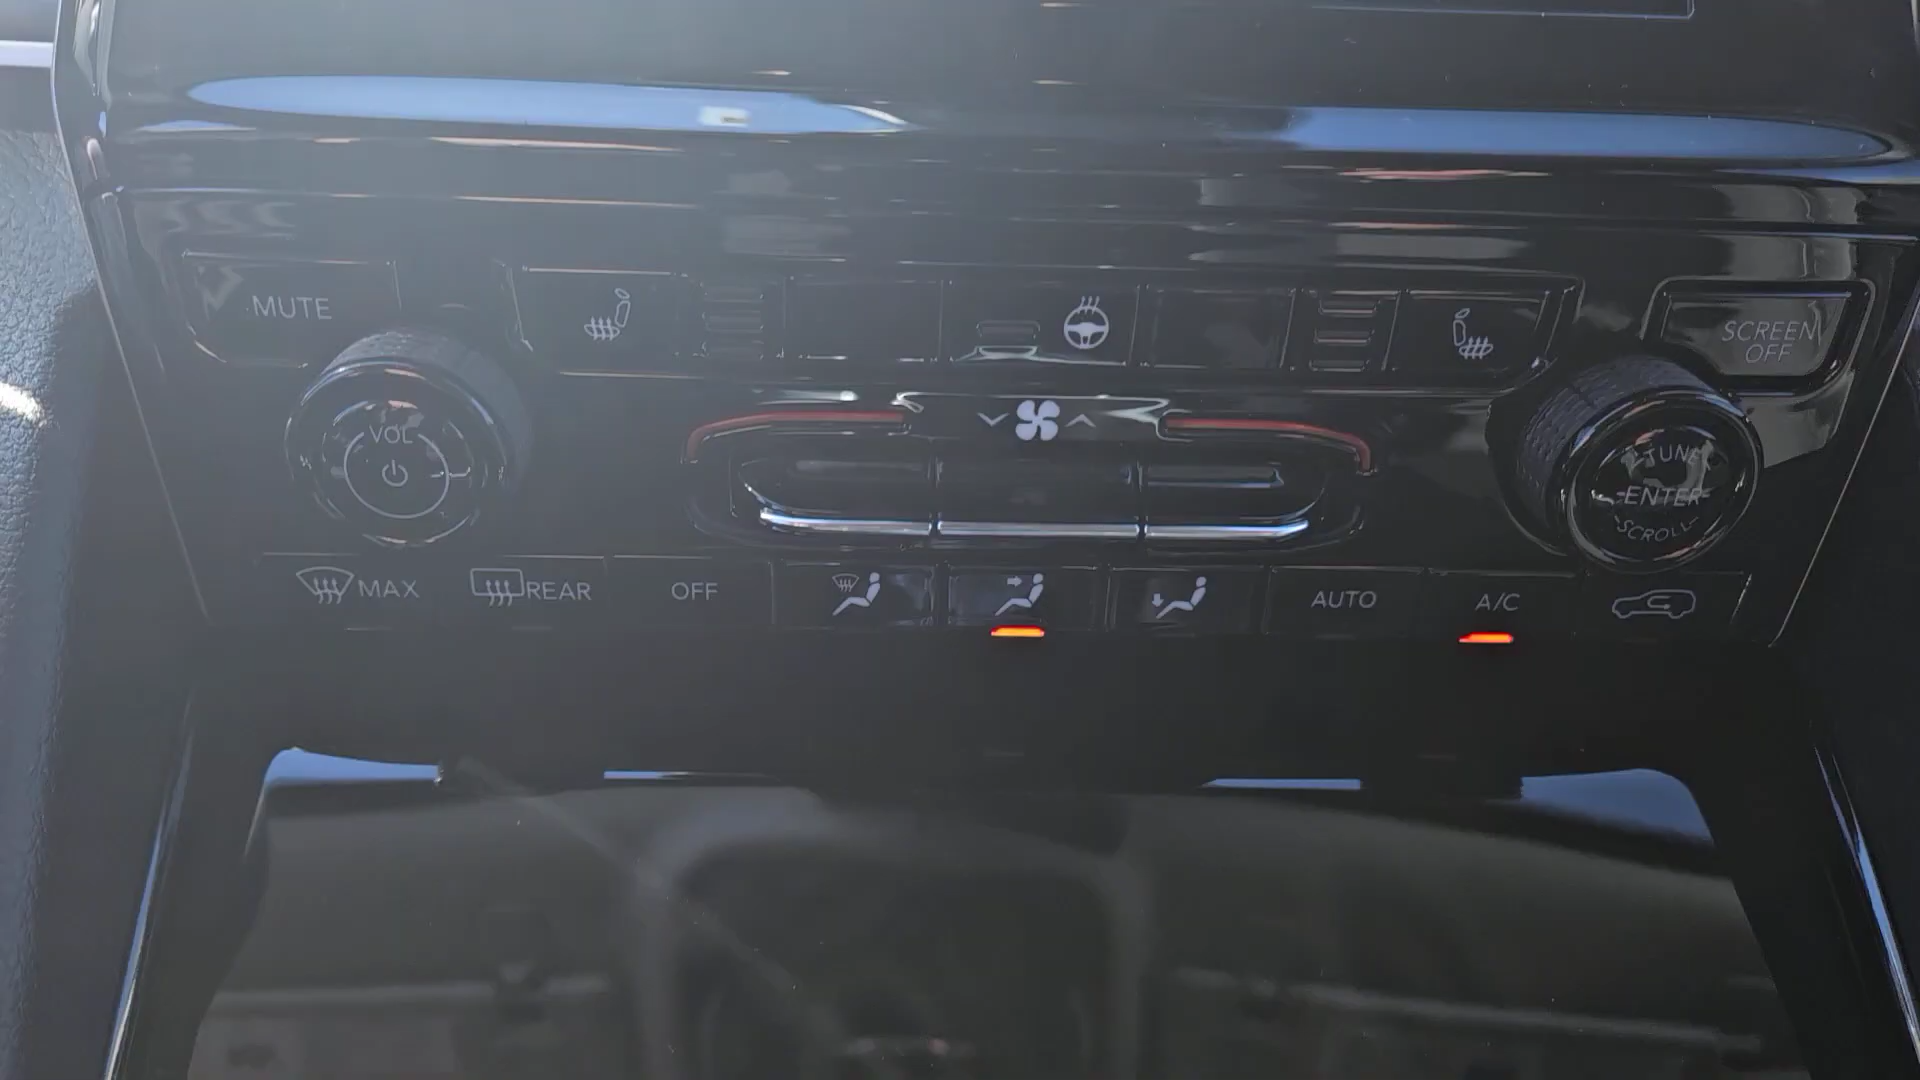 MUTE
SCREEN
OFF
VOL
TUNE
ENTER
SCROLL
MAX
REAR
OFF
AUTO
A/C